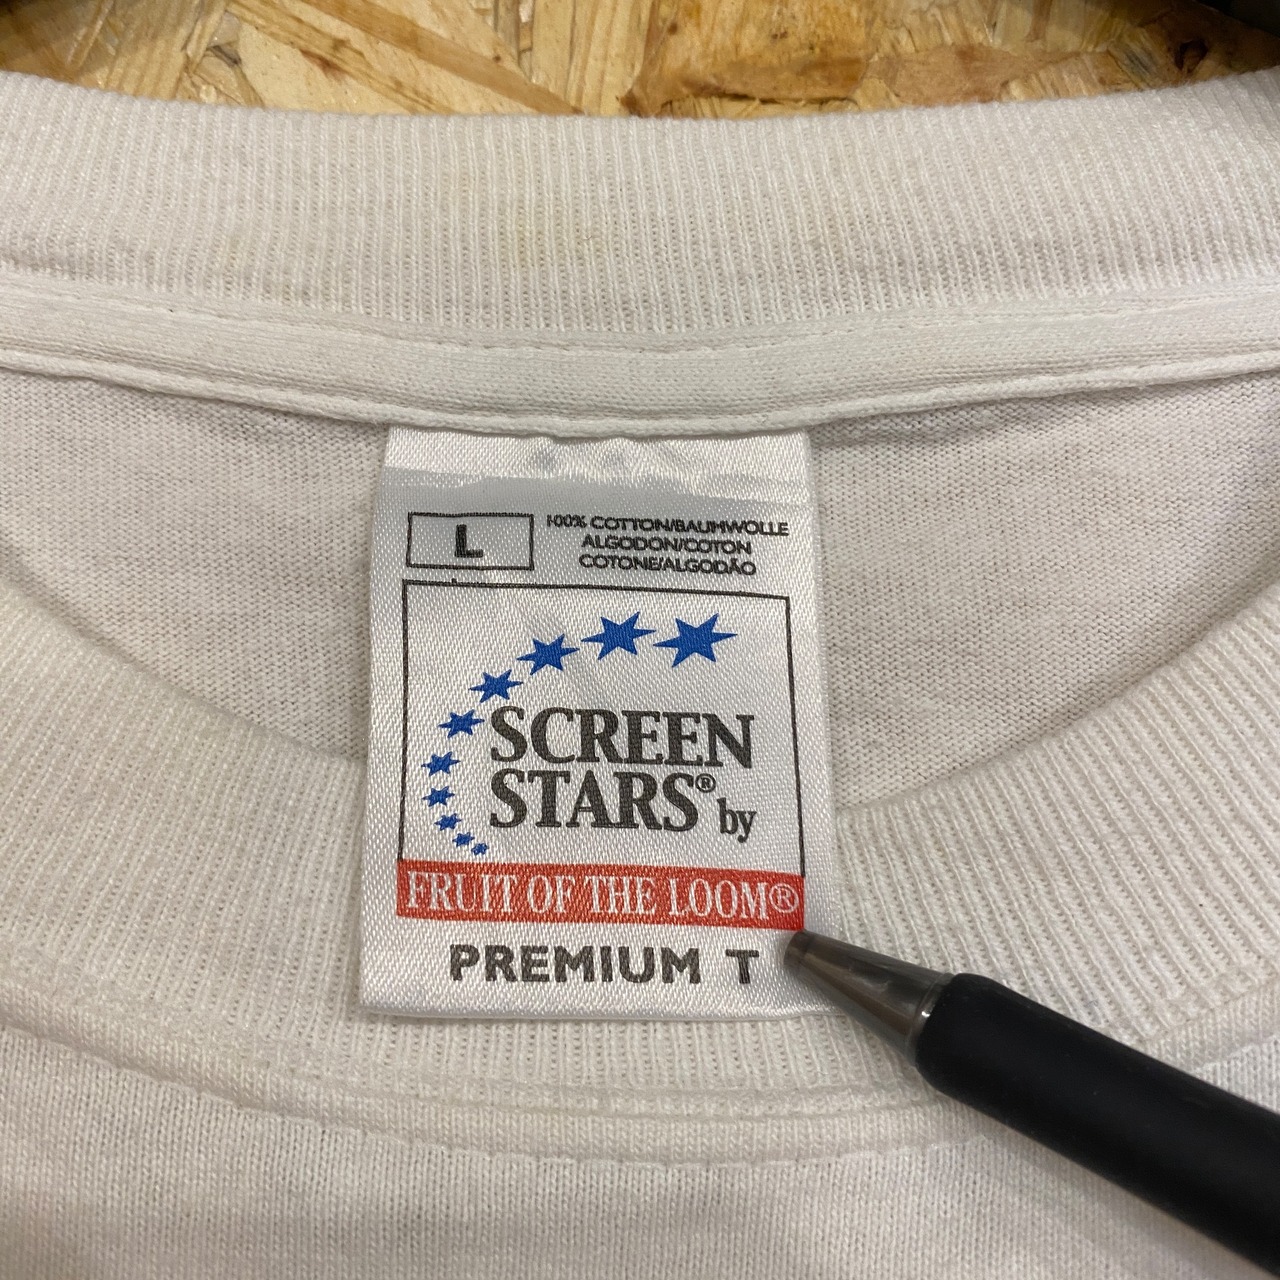 L
100% COTTON/BAUMWOLLE
ALGODON/COTON
COTONE/ALGODÃO
SCREEN
STARS® by
FRUIT OF THE LOOM®
PREMIUM T